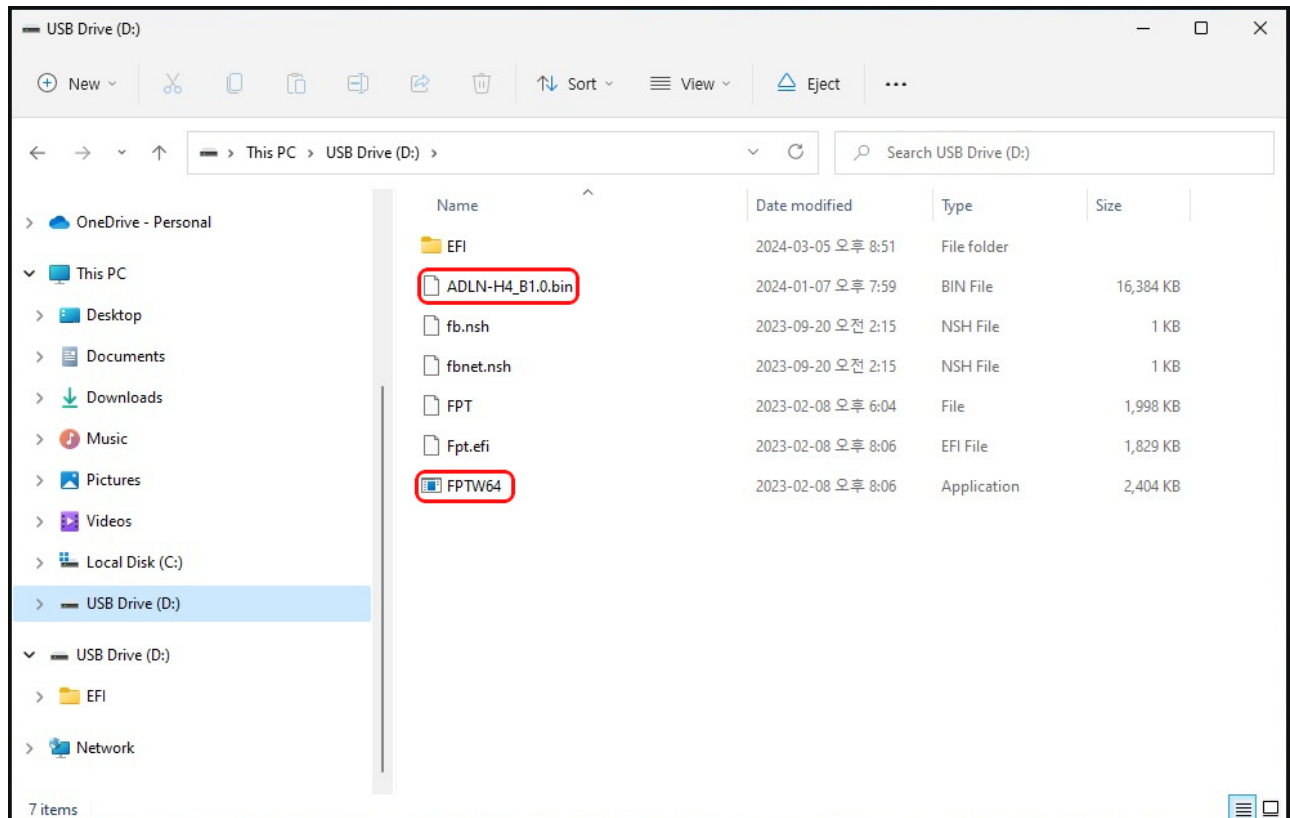 USB Drive (D:)
New
Sort
View
Eject
This PC > USB Drive (D:) >
Search USB Drive (D:)
OneDrive - Personal
This PC
Desktop
Documents
Downloads
Music
Pictures
Videos
Local Disk (C:)
USB Drive (D:)
USB Drive (D:)
EFI
Network
Name Date modified Type Size
EFI 2024-03-05 오후 8:51 File folder
ADLN-H4_B1.0.bin 2024-01-07 오후 7:59 BIN File 16,384 KB
fb.nsh 2023-09-20 오전 2:15 NSH File 1 KB
fbnet.nsh 2023-09-20 오전 2:15 NSH File 1 KB
FPT 2023-02-08 오후 6:04 File 1,998 KB
Fpt.efi 2023-02-08 오후 8:06 EFI File 1,829 KB
FPTW64 2023-02-08 오후 8:06 Application 2,404 KB
7 items